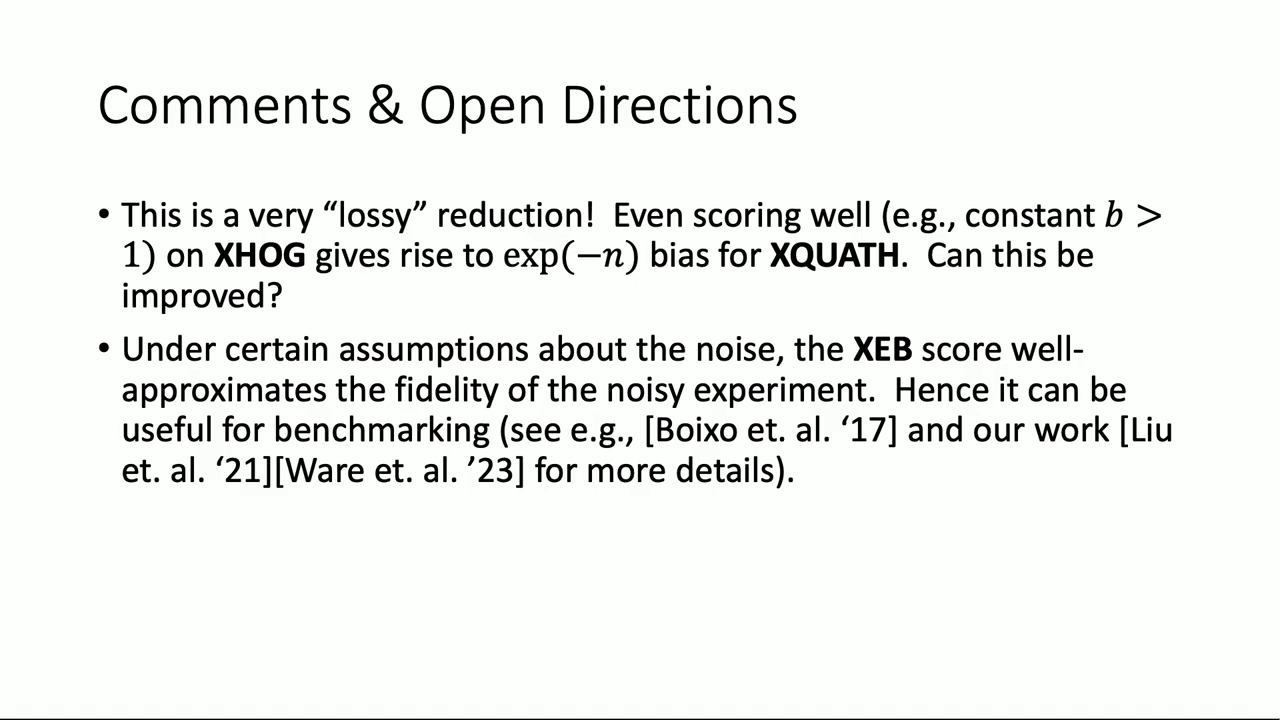 Comments & Open Directions
• This is a very “lossy” reduction!  Even scoring well (e.g., constant 𝑏 >
1) on XHOG gives rise to exp(−𝑛) bias for XQUATH.  Can this be
improved?
• Under certain assumptions about the noise, the XEB score well-
approximates the fidelity of the noisy experiment.  Hence it can be
useful for benchmarking (see e.g., [Boixo et. al. ‘17] and our work [Liu
et. al. ‘21][Ware et. al. ’23] for more details).